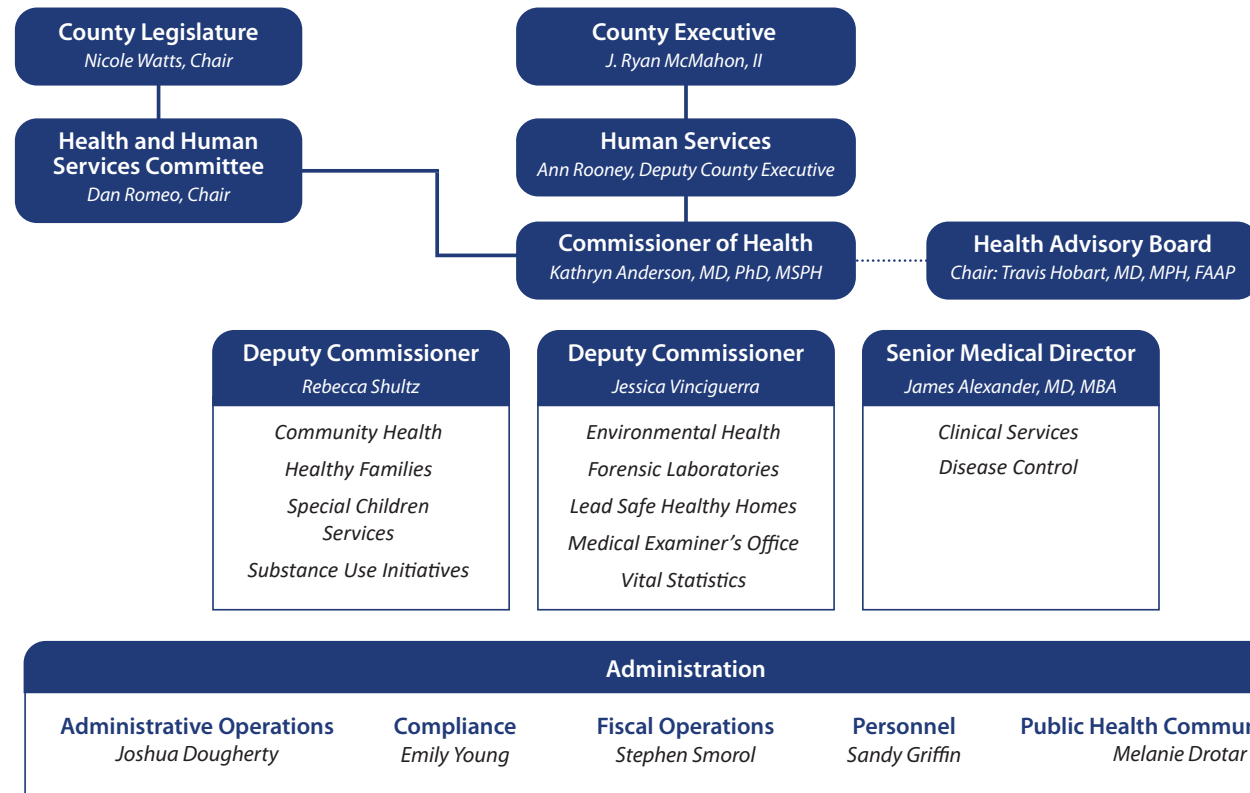 County Legislature
Nicole Watts, Chair
County Executive
J. Ryan McMahon, II
Health and Human
Services Committee
Dan Romeo, Chair
Human Services
Ann Rooney, Deputy County Executive
Commissioner of Health
Kathryn Anderson, MD, PhD, MSPH
Health Advisory Board
Chair: Travis Hobart, MD, MPH, FAAP
Deputy Commissioner
Rebecca Shultz
Community Health
Healthy Families
Special Children
Services
Substance Use Initiatives
Deputy Commissioner
Jessica Vinciguerra
Environmental Health
Forensic Laboratories
Lead Safe Healthy Homes
Medical Examiner’s Office
Vital Statistics
Senior Medical Director
James Alexander, MD, MBA
Clinical Services
Disease Control
Administration
Administrative Operations
Joshua Dougherty
Compliance
Emily Young
Fiscal Operations
Stephen Smorol
Personnel
Sandy Griffin
Public Health
Melanie Drotar